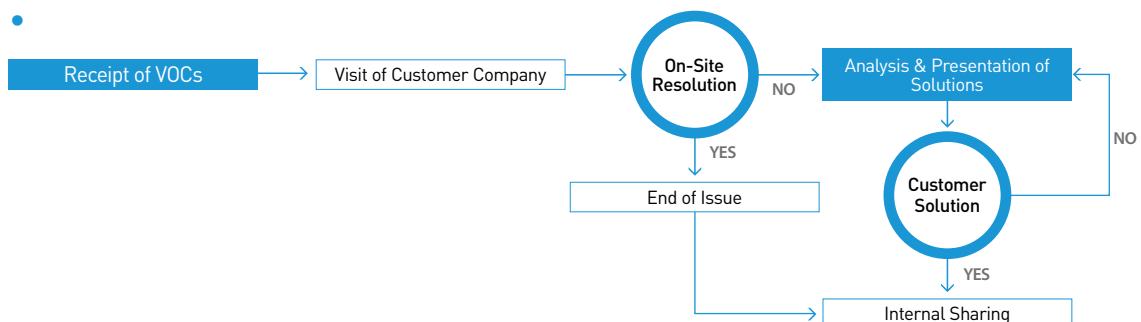 Receipt of VOCs
Visit of Customer Company
On-Site
Resolution
NO
Analysis & Presentation of
Solutions
YES
NO
End of Issue
Customer
Solution
YES
Internal Sharing